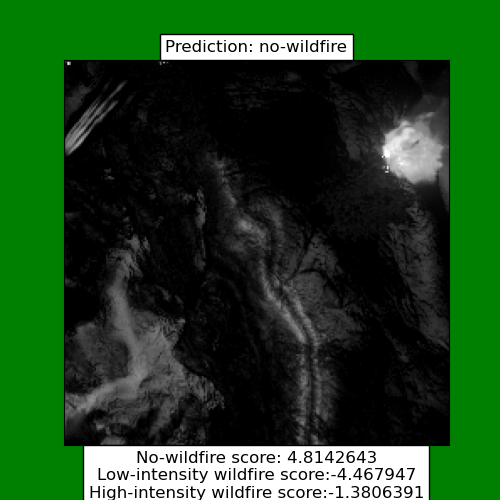 Prediction: no-wildfire
No-wildfire score: 4.8142643
Low-intensity wildfire score:-4.467947
High-intensity wildfire score:-1.3806391